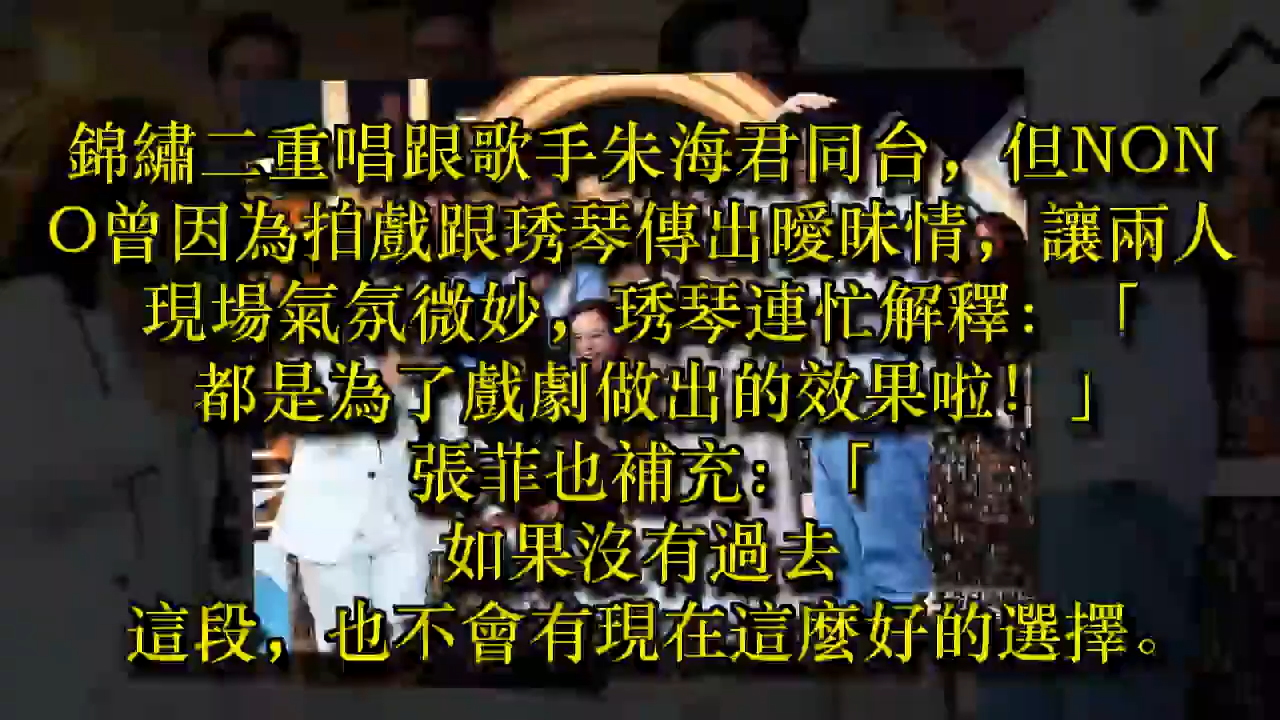 錦繡二重唱跟歌手朱海君同台，但NON
O曾因為拍戲跟琇琴傳出曖昧情，讓兩人
現場氣氛微妙，琇琴連忙解釋：「
都是為了戲劇做出的效果啦！」
張菲也補充：「
如果沒有過去
這段，也不會有現在這麼好的選擇。